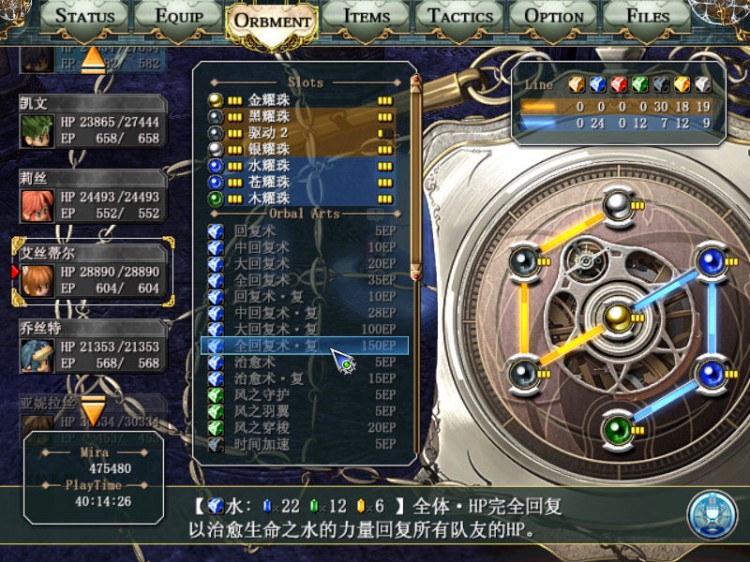 STATUS EQUIP ORBMENT ITEMS TACTICS OPTION FILES
EP 582
凯文
HP 23865/27444
EP 658/ 658
莉丝
HP 24493/24493
EP 552/ 552
艾丝蒂尔
HP 28890/28890
EP 604/ 604
乔丝特
HP 21353/21353
EP 568/ 568
亚妮拉丝
Mira
475480
PlayTime
40:14:26
Slots
金耀珠
黑耀珠
驱动 2
银耀珠
水耀珠
苍耀珠
木耀珠
Orbal Arts
回复术 5EP
中回复术 10EP
大回复术 20EP
全回复术 35EP
回复术·复 10EP
中回复术·复 28EP
大回复术·复 100EP
全回复术·复 150EP
治愈术 5EP
治愈术·复 15EP
风之守护 5EP
风之羽翼 5EP
风之穿梭 20EP
时间加速 5EP
Line
0 0 0 0 30 18 19
0 24 0 12 7 12 9
【水: ×22 ×12 ×6 】全体·HP完全回复
以治愈生命之水的力量回复所有队友的HP。